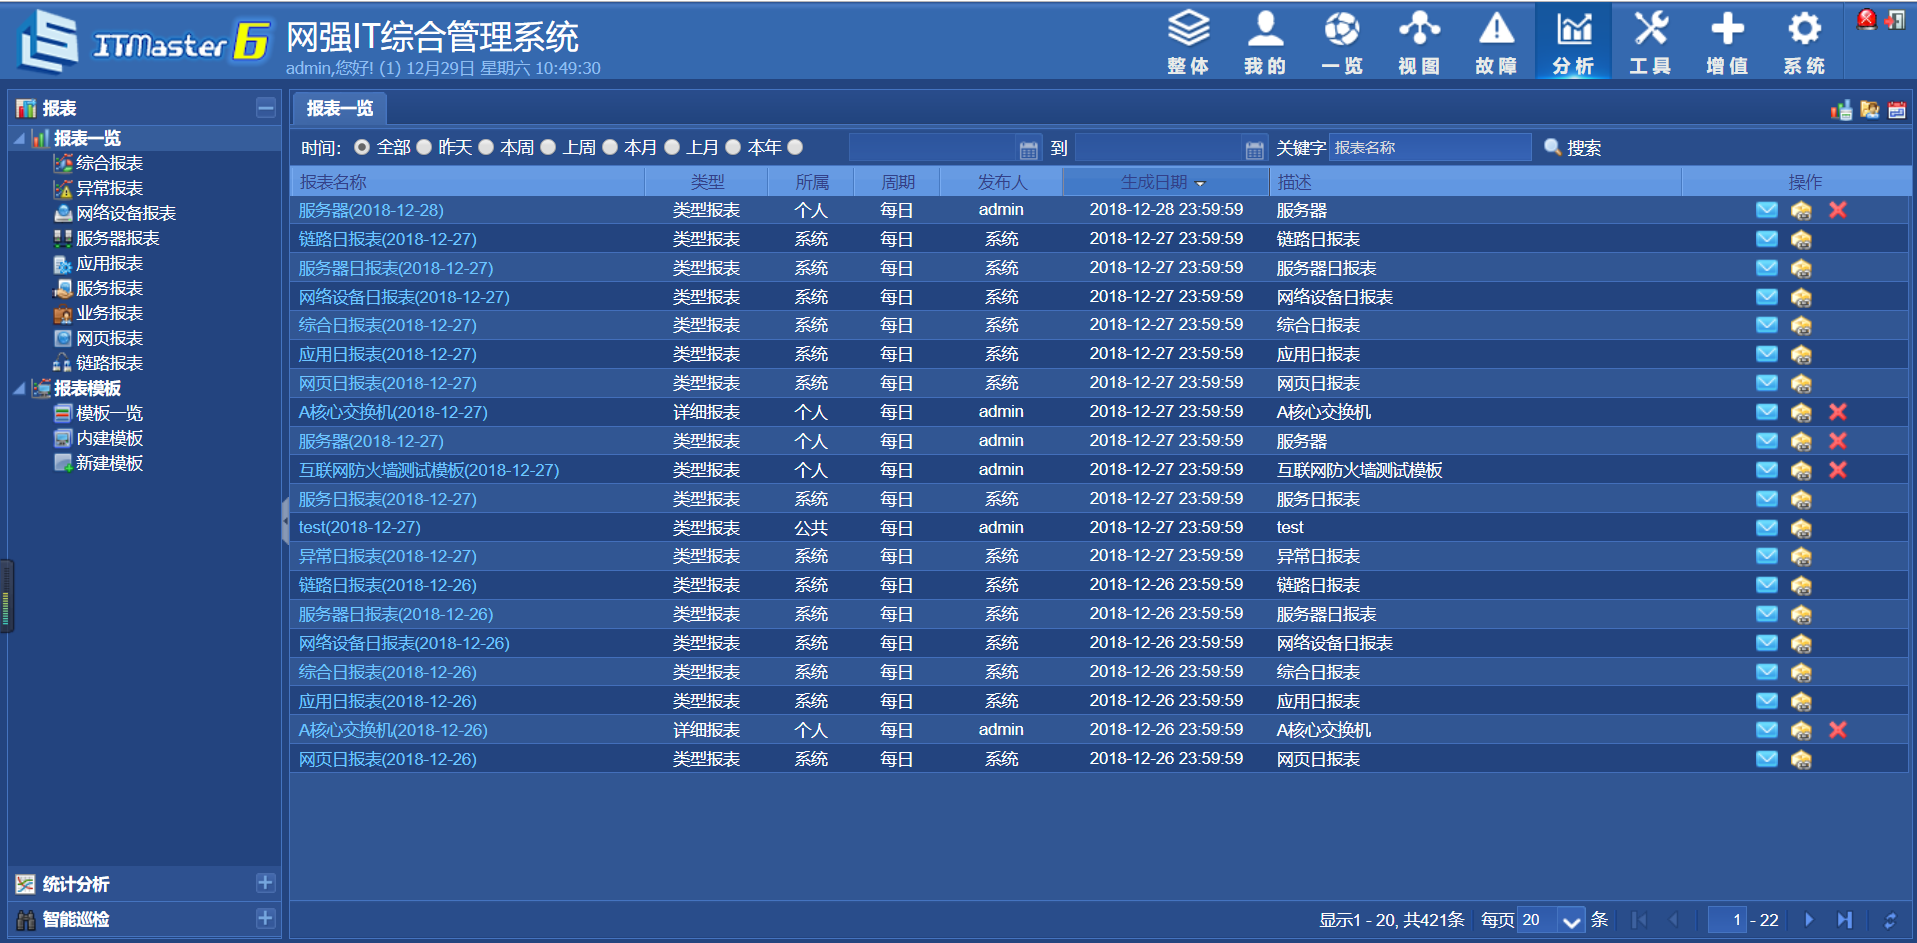 ITMaster 6 网强IT综合管理系统
admin,您好! (1) 12月29日 星期六 10:49:30
整体 我的 一览 视图 故障 分析 工具 增值 系统
报表
报表一览
综合报表
异常报表
网络设备报表
服务器报表
应用报表
服务报表
业务报表
网页报表
链路报表
报表模板
模板一览
内建模板
新建模板
统计分析
智能巡检
报表一览
时间: 全部 昨天 本周 上周 本月 上月 本年 到 关键字 报表名称 搜索
报表名称 类型 所属 周期 发布人 生成日期 描述 操作
服务器(2018-12-28) 类型报表 个人 每日 admin 2018-12-28 23:59:59 服务器
链路日报表(2018-12-27) 类型报表 系统 每日 系统 2018-12-27 23:59:59 链路日报表
服务器日报表(2018-12-27) 类型报表 系统 每日 系统 2018-12-27 23:59:59 服务器日报表
网络设备日报表(2018-12-27) 类型报表 系统 每日 系统 2018-12-27 23:59:59 网络设备日报表
综合日报表(2018-12-27) 类型报表 系统 每日 系统 2018-12-27 23:59:59 综合日报表
应用日报表(2018-12-27) 类型报表 系统 每日 系统 2018-12-27 23:59:59 应用日报表
网页日报表(2018-12-27) 类型报表 系统 每日 系统 2018-12-27 23:59:59 网页日报表
A核心交换机(2018-12-27) 详细报表 个人 每日 admin 2018-12-27 23:59:59 A核心交换机
服务器(2018-12-27) 类型报表 个人 每日 admin 2018-12-27 23:59:59 服务器
互联网防火墙测试模板(2018-12-27) 类型报表 个人 每日 admin 2018-12-27 23:59:59 互联网防火墙测试模板
服务日报表(2018-12-27) 类型报表 系统 每日 系统 2018-12-27 23:59:59 服务日报表
test(2018-12-27) 类型报表 公共 每日 admin 2018-12-27 23:59:59 test
异常日报表(2018-12-27) 类型报表 系统 每日 系统 2018-12-27 23:59:59 异常日报表
链路日报表(2018-12-26) 类型报表 系统 每日 系统 2018-12-26 23:59:59 链路日报表
服务器日报表(2018-12-26) 类型报表 系统 每日 系统 2018-12-26 23:59:59 服务器日报表
网络设备日报表(2018-12-26) 类型报表 系统 每日 系统 2018-12-26 23:59:59 网络设备日报表
综合日报表(2018-12-26) 类型报表 系统 每日 系统 2018-12-26 23:59:59 综合日报表
应用日报表(2018-12-26) 类型报表 系统 每日 系统 2018-12-26 23:59:59 应用日报表
A核心交换机(2018-12-26) 详细报表 个人 每日 admin 2018-12-26 23:59:59 A核心交换机
网页日报表(2018-12-26) 类型报表 系统 每日 系统 2018-12-26 23:59:59 网页日报表
显示1 - 20, 共421条 每页 20 条 1 - 22